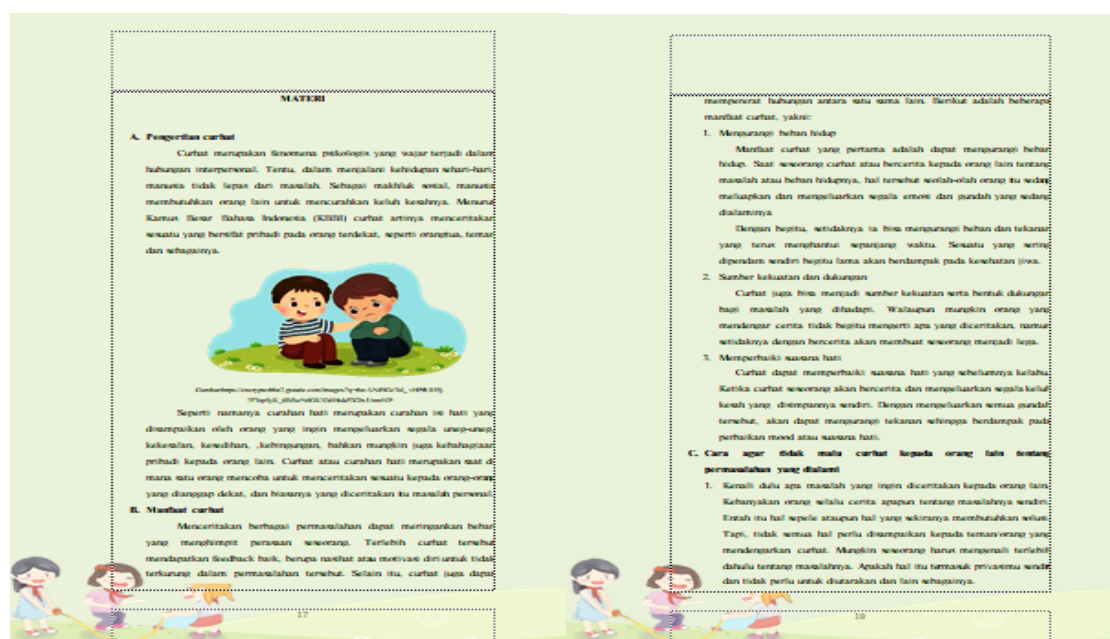 MATERI
A. Pengertian curhat
Curhat merupakan fenomena psikologis yang wajar terjadi dalam
hubungan interpersonal. Tentu, dalam menjalani kehidupan sehari-hari,
manusia tidak lepas dari masalah. Sebagai makhluk sosial, manusia
membutuhkan orang lain untuk mencurahkan keluh kesahnya. Menurut
Kamus Besar Bahasa Indonesia (KBBI) curhat artinya menceritakan
sesuatu yang bersifat pribadi pada orang terdekat, seperti orangtua, teman
dan sebagainya.
Seperti namanya curahan hati merupakan curahan isi hati yang
disampaikan oleh orang yang ingin mengeluarkan segala uneg-uneg,
kekesalan, kesedihan, ,kebingungan, bahkan mungkin juga kebahagiaan
pribadi kepada orang lain. Curhat atau curahan hati merupakan saat di
mana satu orang mencoba untuk menceritakan sesuatu kepada orang-orang
yang dianggap dekat, dan biasanya yang diceritakan itu masalah personal.
B. Manfaat curhat
Menceritakan berbagai permasalahan dapat meringankan beban
yang menghimpit perasaan seseorang. Terlebih curhat tersebut
mendapatkan feedback baik, berupa nasihat atau motivasi diri untuk tidak
terkurung dalam permasalahan tersebut. Selain itu, curhat juga dapat
17
mempererat hubungan antara satu sama lain. Berikut adalah beberapa
manfaat curhat, yakni:
1. Mengurangi beban hidup
Manfaat curhat yang pertama adalah dapat mengurangi beban
hidup. Saat seseorang curhat atau bercerita kepada orang lain tentang
masalah atau beban hidupnya, hal tersebut seolah-olah orang itu sedang
meluapkan dan mengeluarkan segala emosi dan gundah yang sedang
dialaminya
Dengan begitu, setidaknya ia bisa mengurangi beban dan tekanan
yang terus menghantui sepanjang waktu. Sesuatu yang sering
dipendam sendiri begitu lama akan berdampak pada kesehatan jiwa.
2. Sumber kekuatan dan dukungan
Curhat juga bisa menjadi sumber kekuatan serta bentuk dukungan
bagi masalah yang dihadapi. Walaupun mungkin orang yang
mendengar cerita tidak begitu mengerti apa yang diceritakan, namun
setidaknya dengan bercerita akan membuat seseorang menjadi lega.
3. Memperbaiki suasana hati
Curhat dapat memperbaiki suasana hati yang sebelumnya kelabu.
Ketika curhat seseorang akan bercerita dan mengeluarkan segala keluh
kesah yang disimpannya sendiri. Dengan mengeluarkan semua gundah
tersebut, akan dapat mengurangi tekanan sehingga berdampak pada
perbaikan mood atau suasana hati.
C. Cara agar tidak malu curhat kepada orang lain tentang
permasalahan yang dialami
1. Kenali dulu apa masalah yang ingin diceritakan kepada orang lain.
Kebanyakan orang selalu cerita apapun tentang masalahnya sendiri.
Entah itu hal sepele ataupun hal yang sekiranya membutuhkan solusi.
Tapi, tidak semua hal perlu disampaikan kepada teman/orang yang
mendengarkan curhat. Mungkin seseorang harus mengenali terlebih
dahulu tentang masalahnya. Apakah hal itu termasuk privasimu sendiri
dan tidak perlu untuk diutarakan dan lain sebagainya.
18